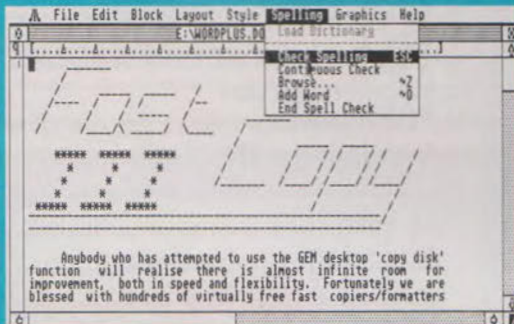 File Edit Block Layout Style Spelling Graphics Help
E:\WORDPLUS.DO
Load Dictionary
Check Spelling ESC
Continuous Check
Browse...
Add Word
End Spell Check
Fast Copy
III
Anybody who has attempted to use the GEM desktop 'copy disk'
function will realise there is almost infinite room for
improvement, both in speed and flexibility. Fortunately we are
blessed with hundreds of virtually free fast copiers/formatters